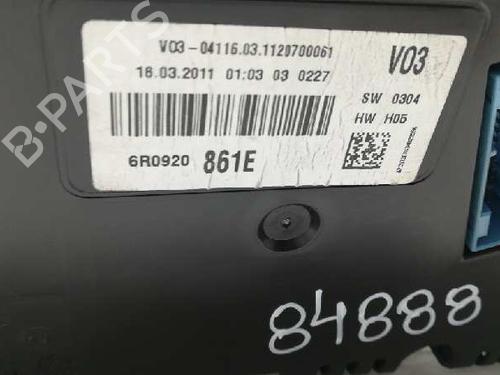 V03-04116.03.1120700061
V03
18.03.2011 01:03 03 0227
SW 0304
HW H05
6R0920 861E
84888
B-PARTS